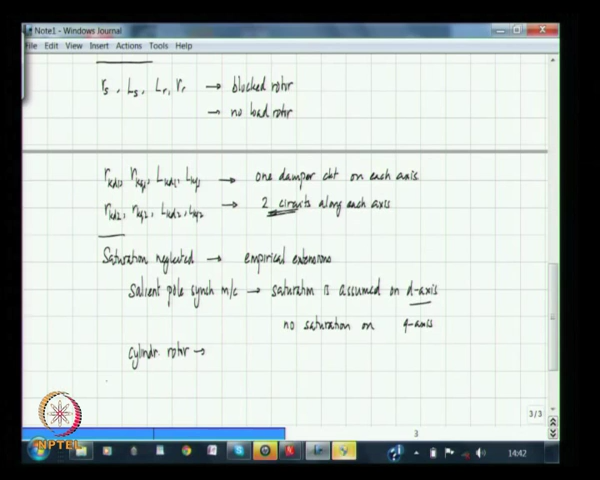 Note1 - Windows Journal
File Edit View Insert Actions Tools Help
rs, Ls, Lr, rr → blocked rotor
→ no load rotor
rkd1, rkq1, Lkd1, Lkq1 → one damper ckt on each axis
rkd2, rkq2, Lkd2, Lkq2 → 2 circuits along each axis
Saturation neglected → empirical extensions
Salient pole synch m/c → saturation is assumed on d-axis
no saturation on q-axis
cylindr. rotor →
3/3
3
NPTEL
14:42